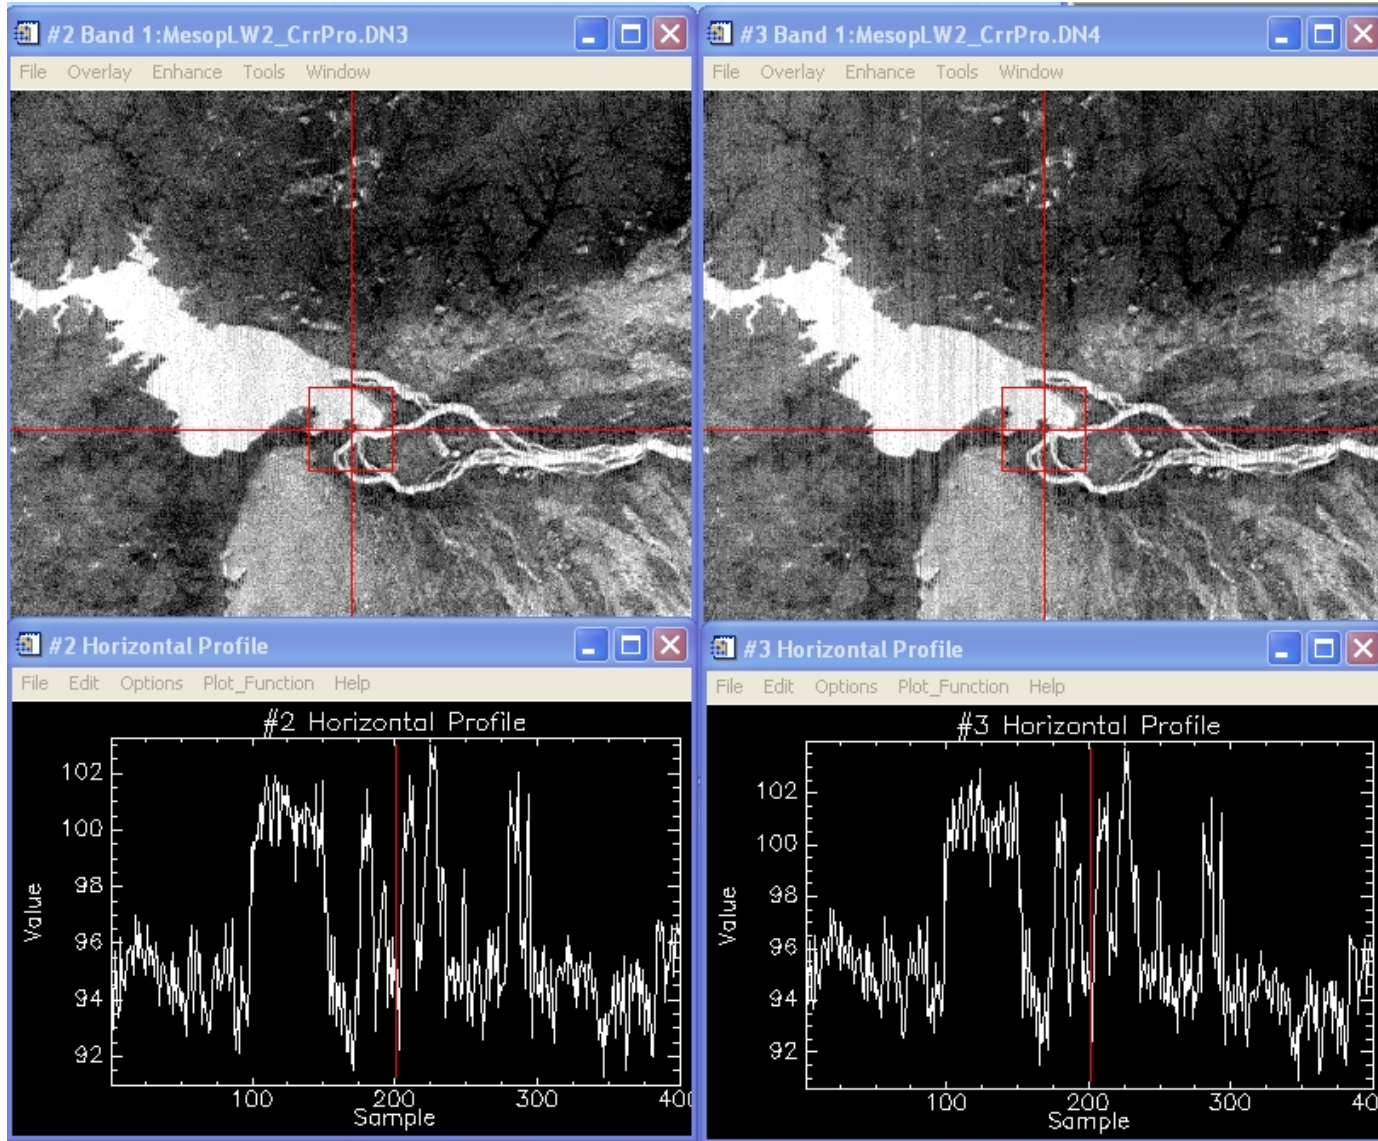 #2 Band 1:MesopLW2_CrrPro.DN3
File Overlay Enhance Tools Window
#3 Band 1:MesopLW2_CrrPro.DN4
File Overlay Enhance Tools Window
#2 Horizontal Profile
File Edit Options Plot_Function Help
#2 Horizontal Profile
102
100
98
96
94
92
Value
100 200 300 400
Sample
#3 Horizontal Profile
File Edit Options Plot_Function Help
#3 Horizontal Profile
102
100
98
96
94
92
Value
100 200 300 400
Sample